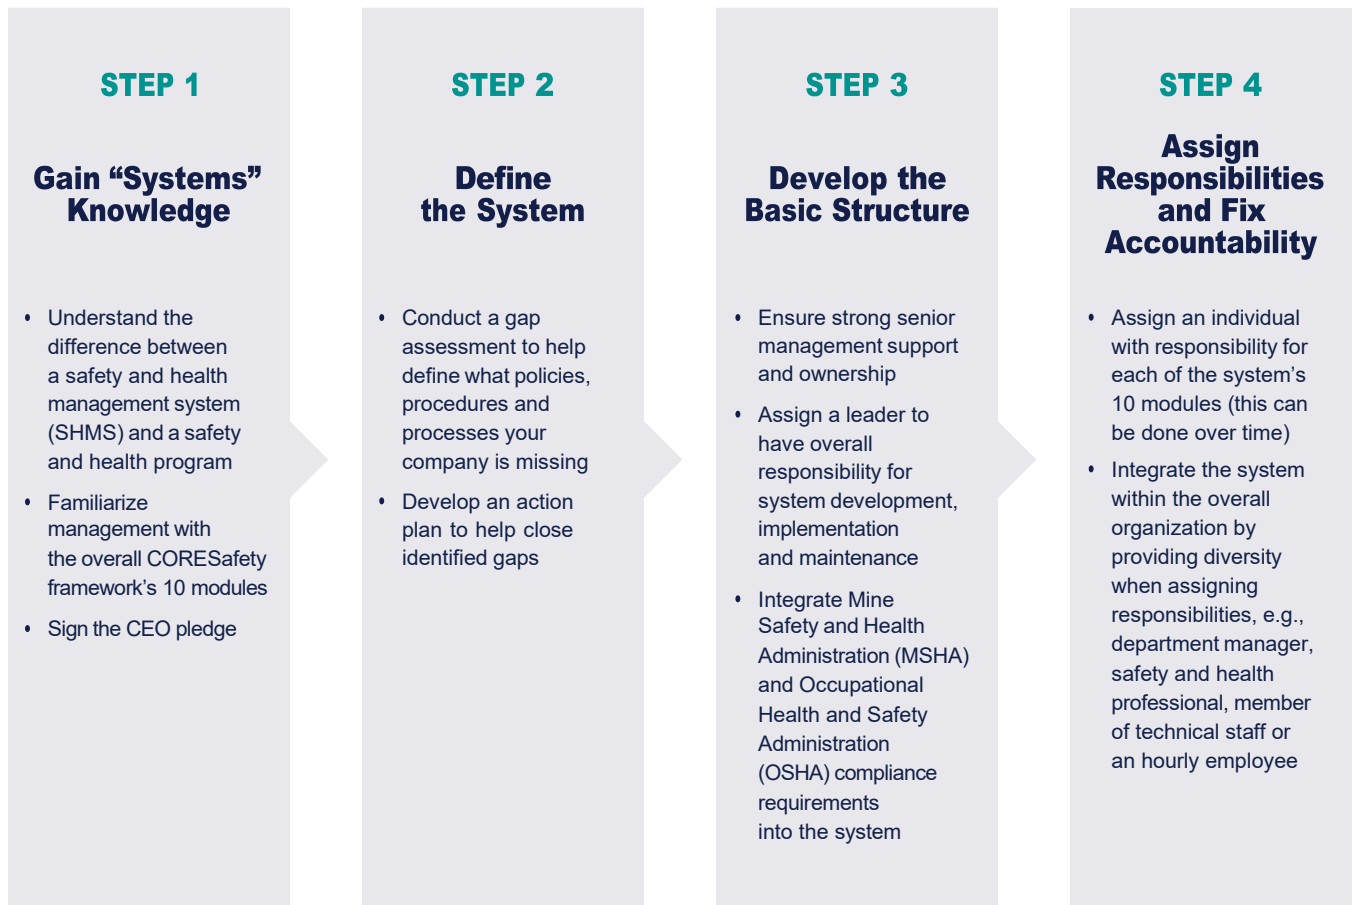 STEP 1
Gain “Systems”
Knowledge
• Understand the
difference between
a safety and health
management system
(SHMS) and a safety
and health program
• Familiarize
management with
the overall CORESafety
framework’s 10 modules
• Sign the CEO pledge
STEP 2
Define
the System
• Conduct a gap
assessment to help
define what policies,
procedures and
processes your
company is missing
• Develop an action
plan to help close
identified gaps
STEP 3
Develop the
Basic Structure
• Ensure strong senior
management support
and ownership
• Assign a leader to
have overall
responsibility for
system development,
implementation
and maintenance
• Integrate Mine
Safety and Health
Administration (MSHA)
and Occupational
Health and Safety
Administration
(OSHA) compliance
requirements
into the system
STEP 4
Assign
Responsibilities
and Fix
Accountability
• Assign an individual
with responsibility for
each of the system’s
10 modules (this can
be done over time)
• Integrate the system
within the overall
organization by
providing diversity
when assigning
responsibilities, e.g.,
department manager,
safety and health
professional, member
of technical staff or
an hourly employee